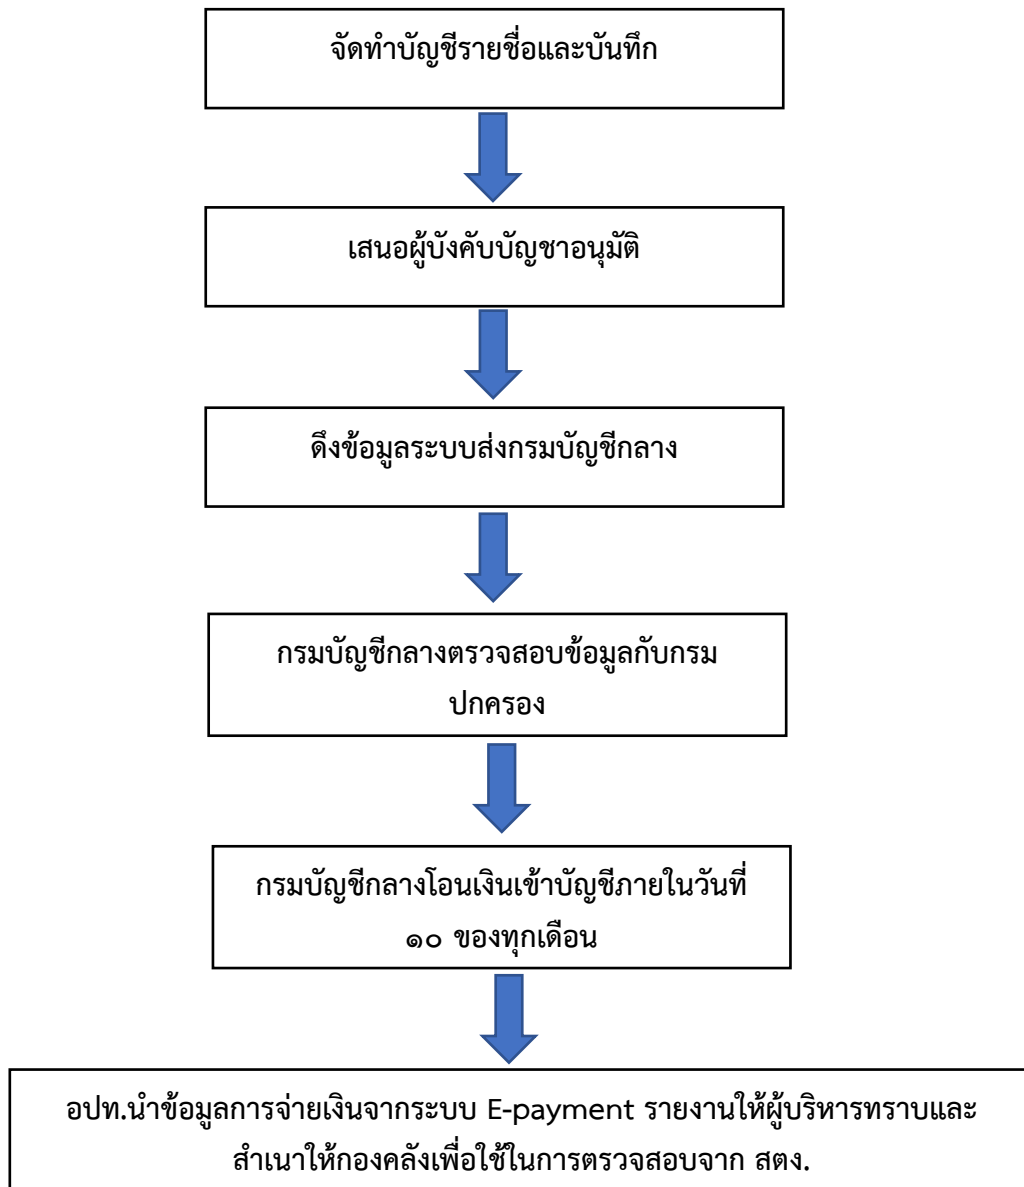 จัดทำบัญชีรายชื่อและบันทึก
เสนอผู้บังคับบัญชาอนุมัติ
ดึงข้อมูลระบบส่งกรมบัญชีกลาง
กรมบัญชีกลางตรวจสอบข้อมูลกับกรม
ปกครอง
กรมบัญชีกลางโอนเงินเข้าบัญชีภายในวันที่
๑๐ ของทุกเดือน
อปท.นำข้อมูลการจ่ายเงินจากระบบ E-payment รายงานให้ผู้บริหารทราบและ
สำเนาให้กองคลังเพื่อใช้ในการตรวจสอบจาก สตง.